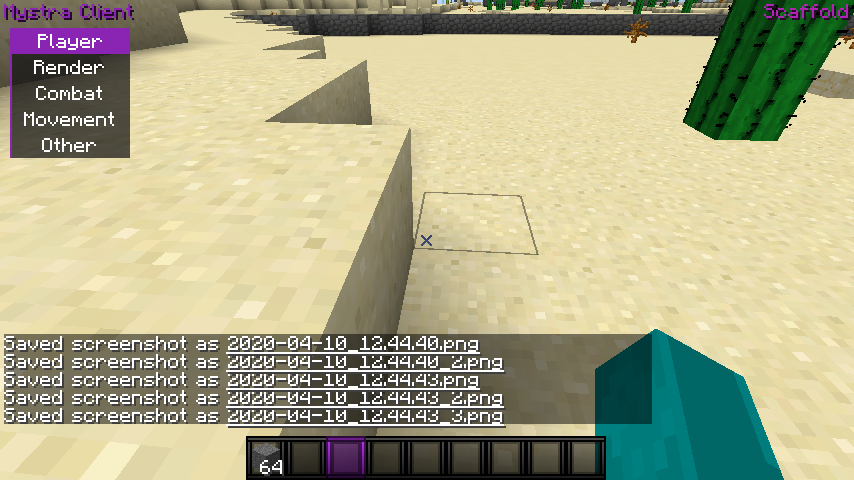 Mystra Client
Scaffold
Player
Render
Combat
Movement
Other
Saved screenshot as 2020-04-10_12.44.40.png
Saved screenshot as 2020-04-10_12.44.40_2.png
Saved screenshot as 2020-04-10_12.44.43.png
Saved screenshot as 2020-04-10_12.44.43_2.png
Saved screenshot as 2020-04-10_12.44.43_3.png
64